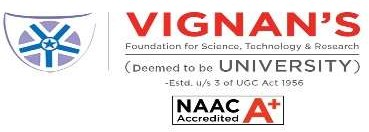 VIGNAN'S
Foundation for Science, Technology & Research
(Deemed to be UNIVERSITY)
-Estd. u/s 3 of UGC Act 1956
NAAC
Accredited A+